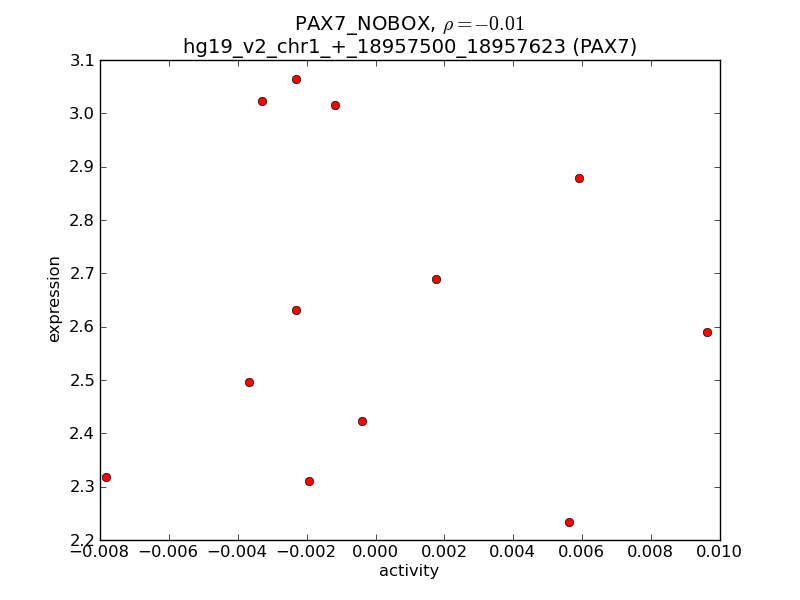 PAX7_NOBOX, ρ = −0.01
hg19_v2_chr1_+_18957500_18957623 (PAX7)
3.1
3.0
2.9
2.8
2.7
2.6
2.5
2.4
2.3
2.2
expression
−0.008 −0.006 −0.004 −0.002 0.000 0.002 0.004 0.006 0.008 0.010
activity